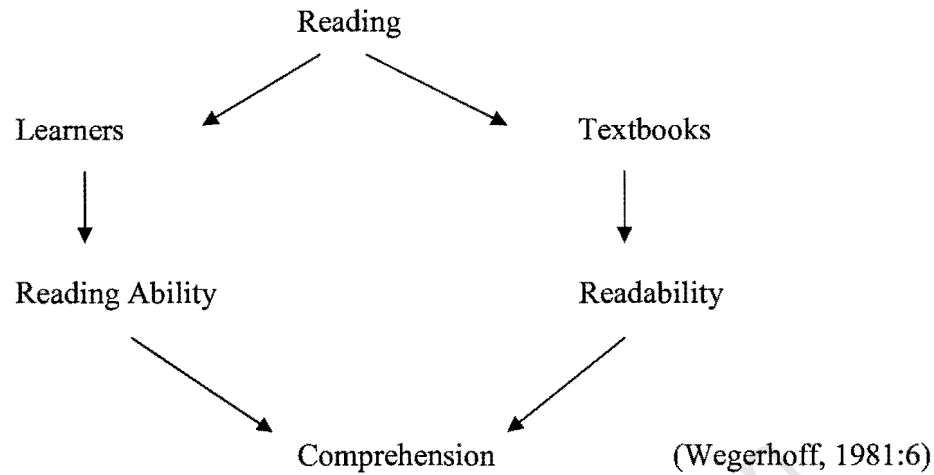 Reading
Learners Textbooks
Reading Ability Readability
Comprehension (Wegerhoff, 1981:6)